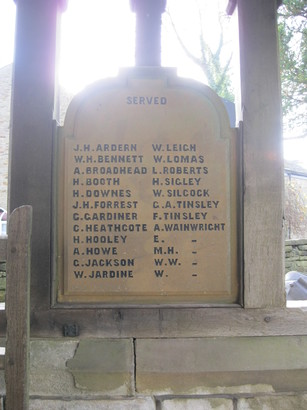 SERVED
J.H. ARDERN W. LEIGH
W.H. BENNETT W. LOMAS
A. BROADHEAD L. ROBERTS
H. BOOTH H. SIGLEY
H. DOWNES W. SILCOCK
J.H. FORREST G.A. TINSLEY
G. GARDINER F. TINSLEY
C. HEATHCOTE A. WAINWRIGHT
H. HOOLEY E. „
A. HOWE M.H. „
C. JACKSON W.W. „
W. JARDINE W. „